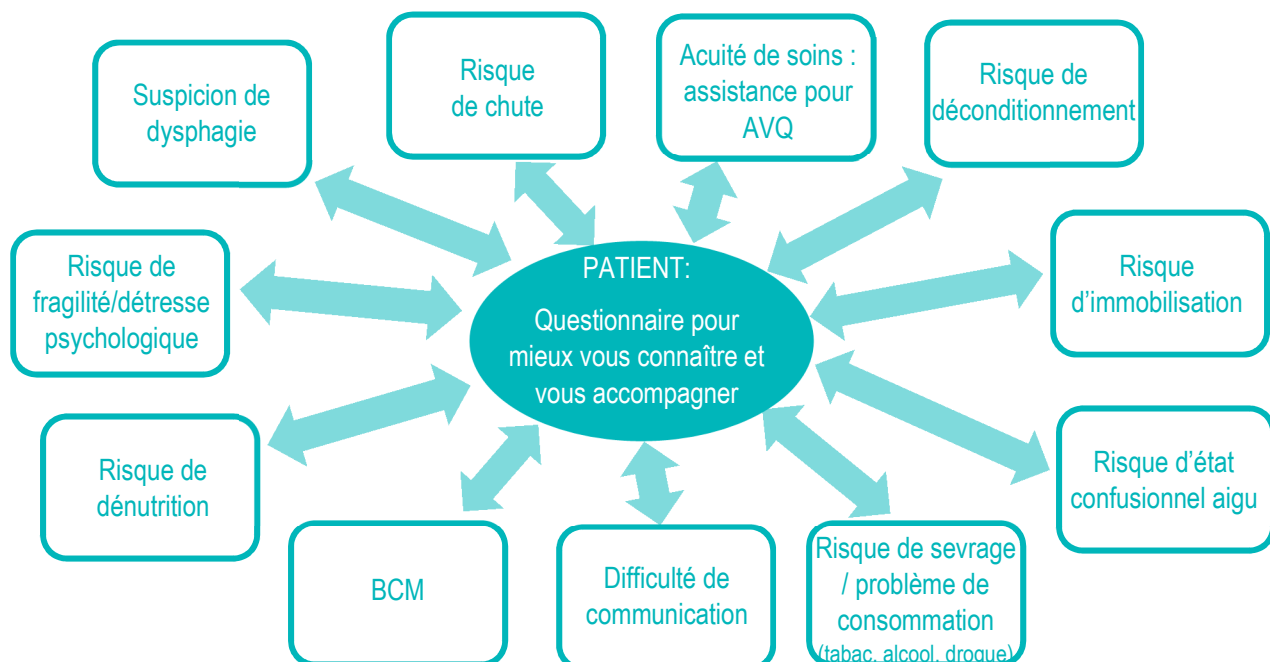 Suspicion de
dysphagie
Risque
de chute
Acuité de soins :
assistance pour
AVQ
Risque de
déconditionnement
Risque de
fragilité/détresse
psychologique
PATIENT:
Questionnaire pour
mieux vous connaître et
vous accompagner
Risque
d’immobilisation
Risque de
dénutrition
BCM
Difficulté de
communication
Risque de sevrage
/ problème de
consommation
(tabac, alcool, drogue)
Risque d’état
confusionnel aigu